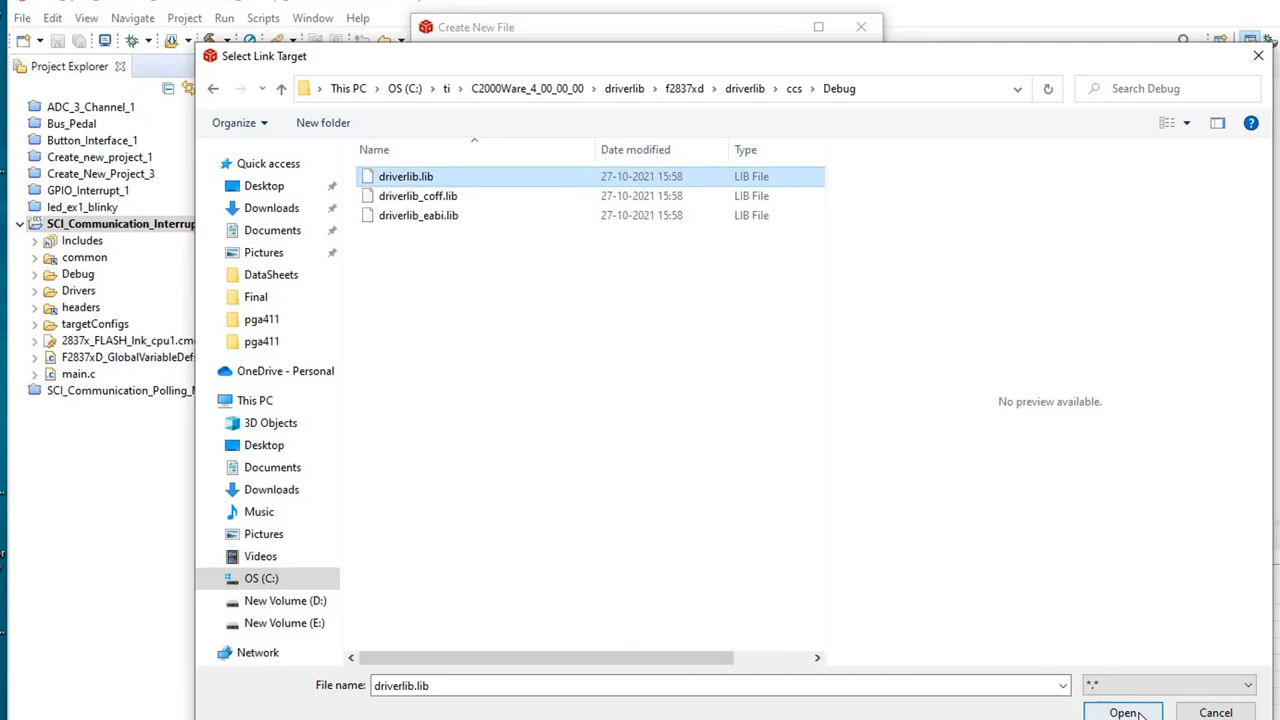 File Edit View Navigate Project Run Scripts Window Help
Create New File
Project Explorer
ADC_3_Channel_1
Bus_Pedal
Button_Interface_1
Create_new_project_1
Create_New_Project_3
GPIO_Interrupt_1
led_ex1_blinky
SCI_Communication_Interrup
Includes
common
Debug
Drivers
headers
targetConfigs
2837x_FLASH_lnk_cpu1.cm
F2837xD_GlobalVariableDef
main.c
SCI_Communication_Polling_
Select Link Target
This PC > OS (C:) > ti > C2000Ware_4_00_00_00 > driverlib > f2837xd > driverlib > ccs > Debug
Search Debug
Organize New folder
Name Date modified Type
driverlib.lib 27-10-2021 15:58 LIB File
driverlib_coff.lib 27-10-2021 15:58 LIB File
driverlib_eabi.lib 27-10-2021 15:58 LIB File
Quick access
Desktop
Downloads
Documents
Pictures
DataSheets
Final
pga411
pga411
OneDrive - Personal
This PC
3D Objects
Desktop
Documents
Downloads
Music
Pictures
Videos
OS (C:)
New Volume (D:)
New Volume (E:)
Network
No preview available.
File name: driverlib.lib *.*
Open Cancel